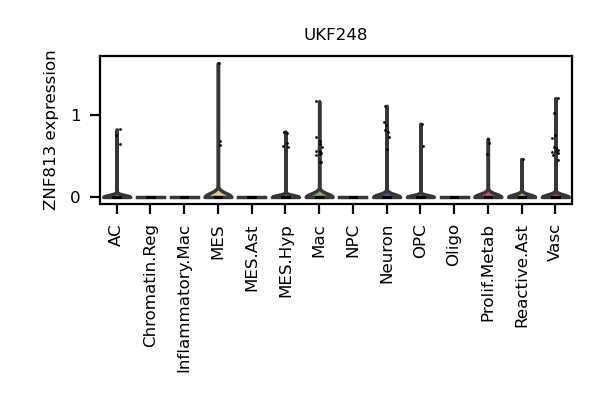 UKF248
ZNF813 expression
1
0
AC
Chromatin.Reg
Inflammatory.Mac
MES
MES.Ast
MES.Hyp
Mac
NPC
Neuron
OPC
Oligo
Prolif.Metab
Reactive.Ast
Vasc